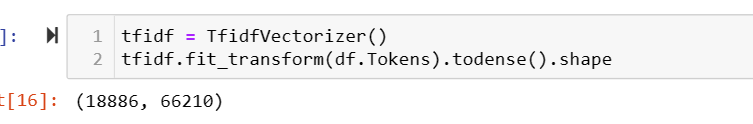 ]:
1 tfidf = TfidfVectorizer()
2 tfidf.fit_transform(df.Tokens).todense().shape
t[16]: (18886, 66210)